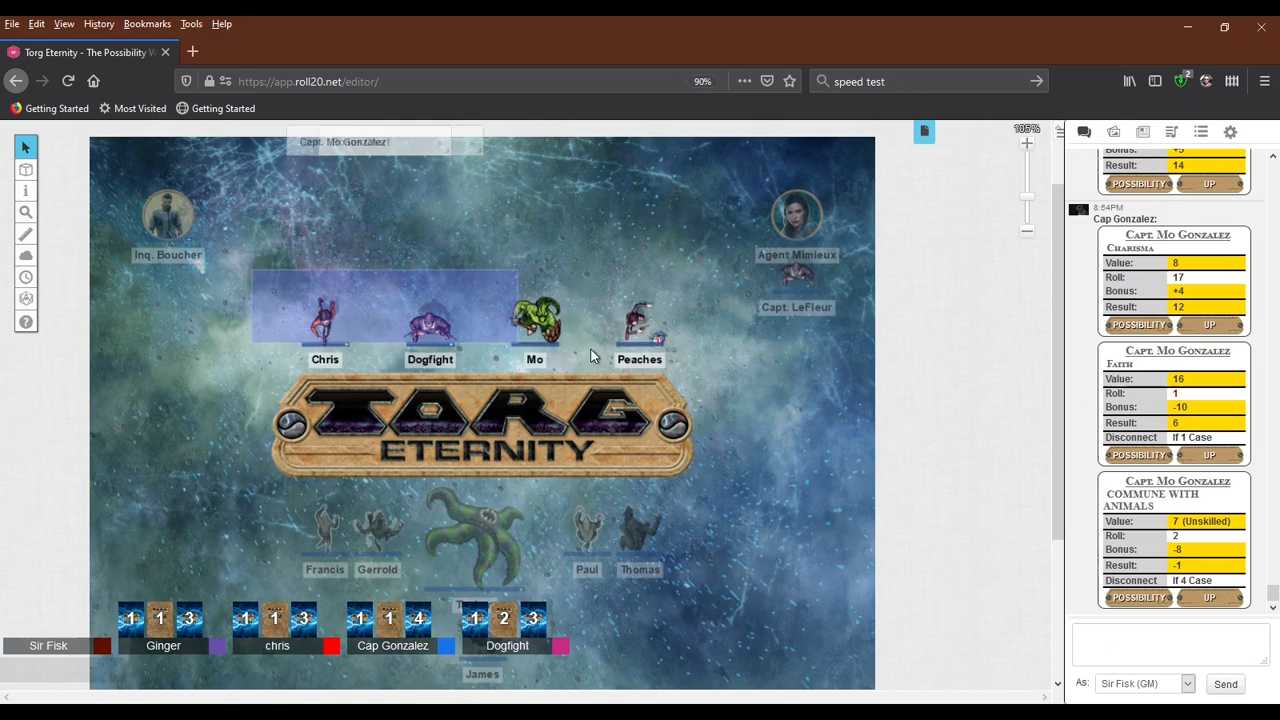 File Edit View History Bookmarks Tools Help
Torg Eternity - The Possibility W
https://app.roll20.net/editor/ 90% speed test 2
Getting Started Most Visited Getting Started
105%
Inq. Boucher
Agent Mimieux
Capt. LeFleur
Chris Dogfight Mo Peaches
TORG
ETERNITY
Francis Gerrold Paul Thomas
1 1 3 1 1 3 1 1 4 1 2 3
Sir Fisk Ginger chris Cap Gonzalez Dogfight
James
Bonus: +5
Result: 14
POSSIBILITY UP
8:54PM
Cap Gonzalez:
Capt. Mo Gonzalez
Charisma
Value: 8
Roll: 17
Bonus: +4
Result: 12
POSSIBILITY UP
Capt. Mo Gonzalez
Faith
Value: 16
Roll: 1
Bonus: -10
Result: 6
Disconnect If 1 Case
POSSIBILITY UP
Capt. Mo Gonzalez
COMMUNE WITH
ANIMALS
Value: 7 (Unskilled)
Roll: 2
Bonus: -8
Result: -1
Disconnect If 4 Case
POSSIBILITY UP
As: Sir Fisk (GM) Send